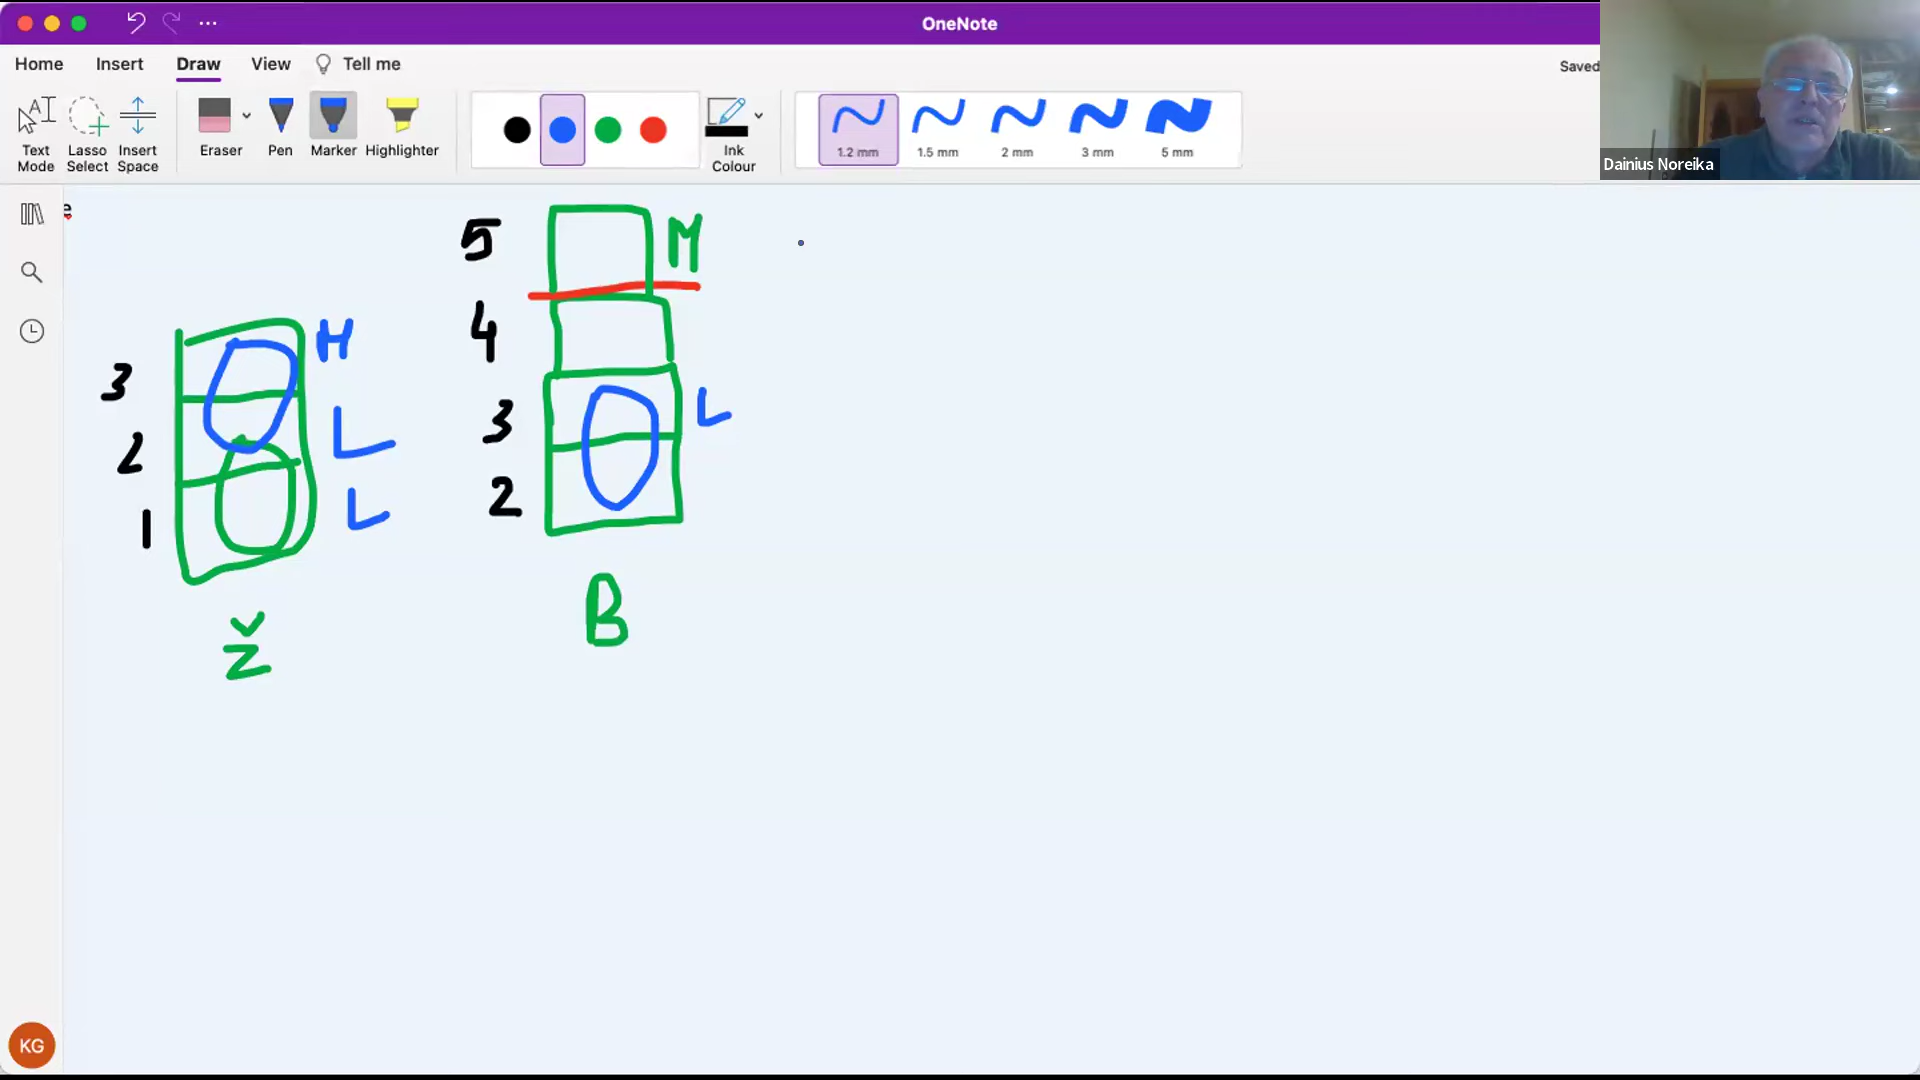 OneNote
Home Insert Draw View Tell me
Saved
Text Mode
Lasso Select
Insert Space
Eraser
Pen
Marker
Highlighter
Ink Colour
1.2 mm
1.5 mm
2 mm
3 mm
5 mm
Dainius Noreika
e
5 M
4
3 L
2
B
3 H
2 L
1 L
Ž
KG